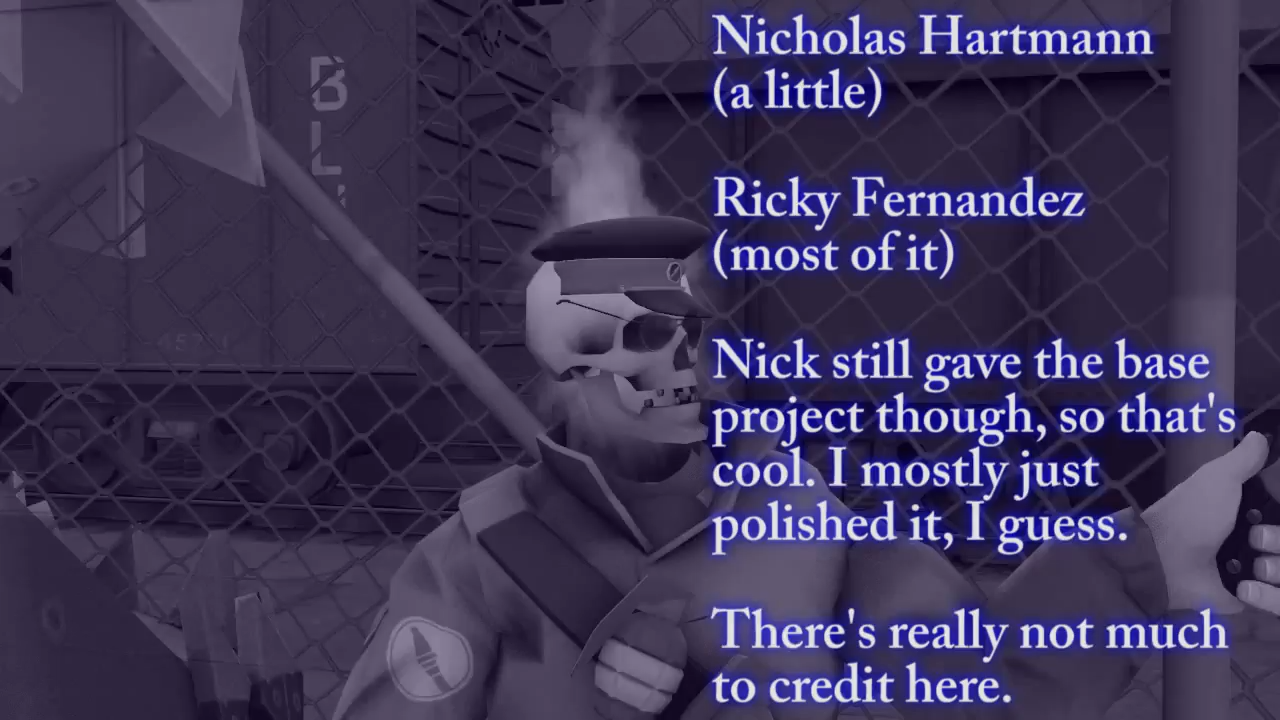 Nicholas Hartmann
(a little)
Ricky Fernandez
(most of it)
Nick still gave the base
project though, so that's
cool. I mostly just
polished it, I guess.
There's really not much
to credit here.
B
L